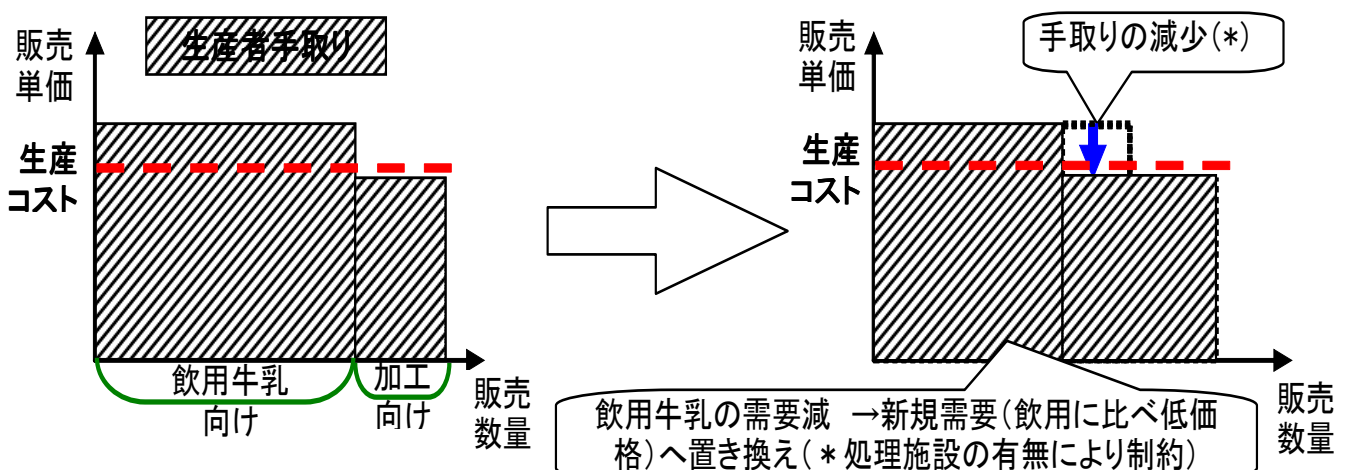 販売
単価
生産者手取り
生産
コスト
飲用牛乳
向け
加工
向け
販売
数量
販売
単価
手取りの減少(*)
生産
コスト
飲用牛乳の需要減 →新規需要(飲用に比べ低価
格)へ置き換え(*処理施設の有無により制約)
販売
数量